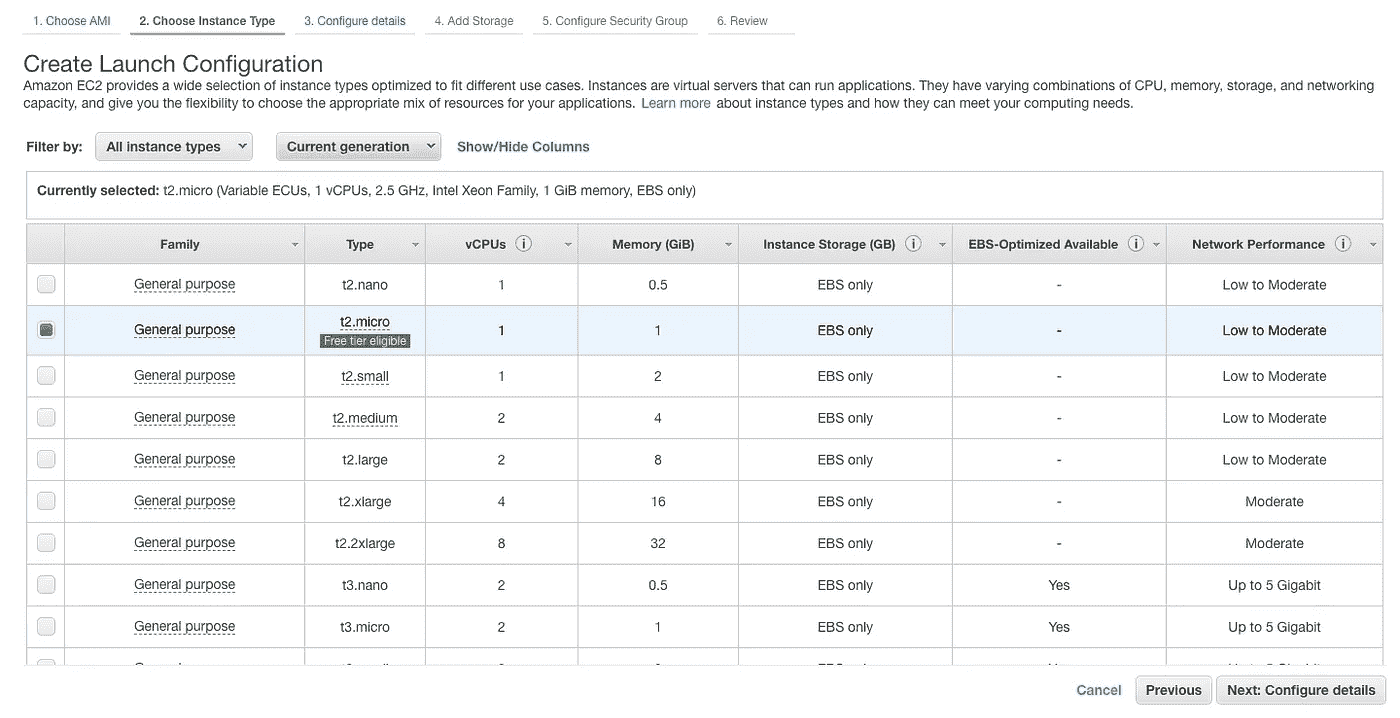 1. Choose AMI 2. Choose Instance Type 3. Configure details 4. Add Storage 5. Configure Security Group 6. Review
Create Launch Configuration
Amazon EC2 provides a wide selection of instance types optimized to fit different use cases. Instances are virtual servers that can run applications. They have varying combinations of CPU, memory, storage, and networking
capacity, and give you the flexibility to choose the appropriate mix of resources for your applications. Learn more about instance types and how they can meet your computing needs.
Filter by: All instance types Current generation Show/Hide Columns
Currently selected: t2.micro (Variable ECUs, 1 vCPUs, 2.5 GHz, Intel Xeon Family, 1 GiB memory, EBS only)
Family Type vCPUs i Memory (GiB) Instance Storage (GB) i EBS-Optimized Available i Network Performance i
General purpose t2.nano 1 0.5 EBS only - Low to Moderate
General purpose t2.micro 1 1 EBS only - Low to Moderate
Free tier eligible
General purpose t2.small 1 2 EBS only - Low to Moderate
General purpose t2.medium 2 4 EBS only - Low to Moderate
General purpose t2.large 2 8 EBS only - Low to Moderate
General purpose t2.xlarge 4 16 EBS only - Moderate
General purpose t2.2xlarge 8 32 EBS only - Moderate
General purpose t3.nano 2 0.5 EBS only Yes Up to 5 Gigabit
General purpose t3.micro 2 1 EBS only Yes Up to 5 Gigabit
Cancel Previous Next: Configure details